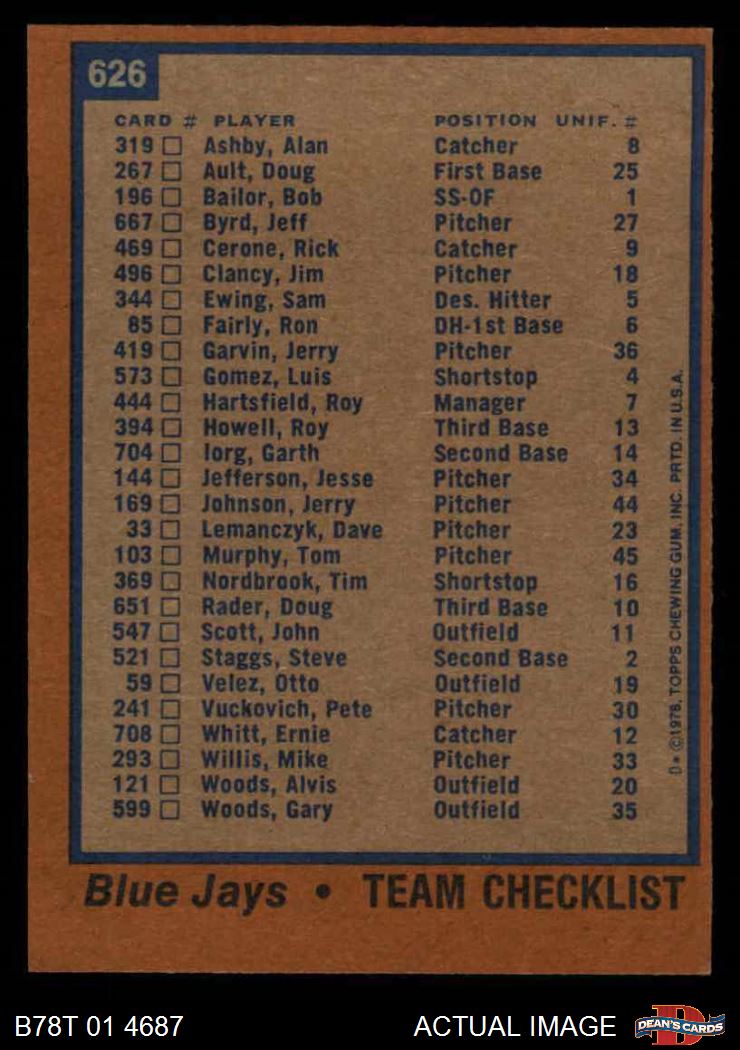 626
CARD # PLAYER POSITION UNIF. #
319 Ashby, Alan Catcher 8
267 Ault, Doug First Base 25
196 Bailor, Bob SS-OF 1
667 Byrd, Jeff Pitcher 27
469 Cerone, Rick Catcher 9
496 Clancy, Jim Pitcher 18
344 Ewing, Sam Des. Hitter 5
85 Fairly, Ron DH-1st Base 6
419 Garvin, Jerry Pitcher 36
573 Gomez, Luis Shortstop 4
444 Hartsfield, Roy Manager 7
394 Howell, Roy Third Base 13
704 Iorg, Garth Second Base 14
144 Jefferson, Jesse Pitcher 34
169 Johnson, Jerry Pitcher 44
33 Lemanczyk, Dave Pitcher 23
103 Murphy, Tom Pitcher 45
369 Nordbrook, Tim Shortstop 16
651 Rader, Doug Third Base 10
547 Scott, John Outfield 11
521 Staggs, Steve Second Base 2
59 Velez, Otto Outfield 19
241 Vuckovich, Pete Pitcher 30
708 Whitt, Ernie Catcher 12
293 Willis, Mike Pitcher 33
121 Woods, Alvis Outfield 20
599 Woods, Gary Outfield 35
D* ©1978, TOPPS CHEWING GUM, INC. PRTD. IN U.S.A.
Blue Jays • TEAM CHECKLIST
B78T 01 4687 ACTUAL IMAGE
D
DEAN'S CARDS